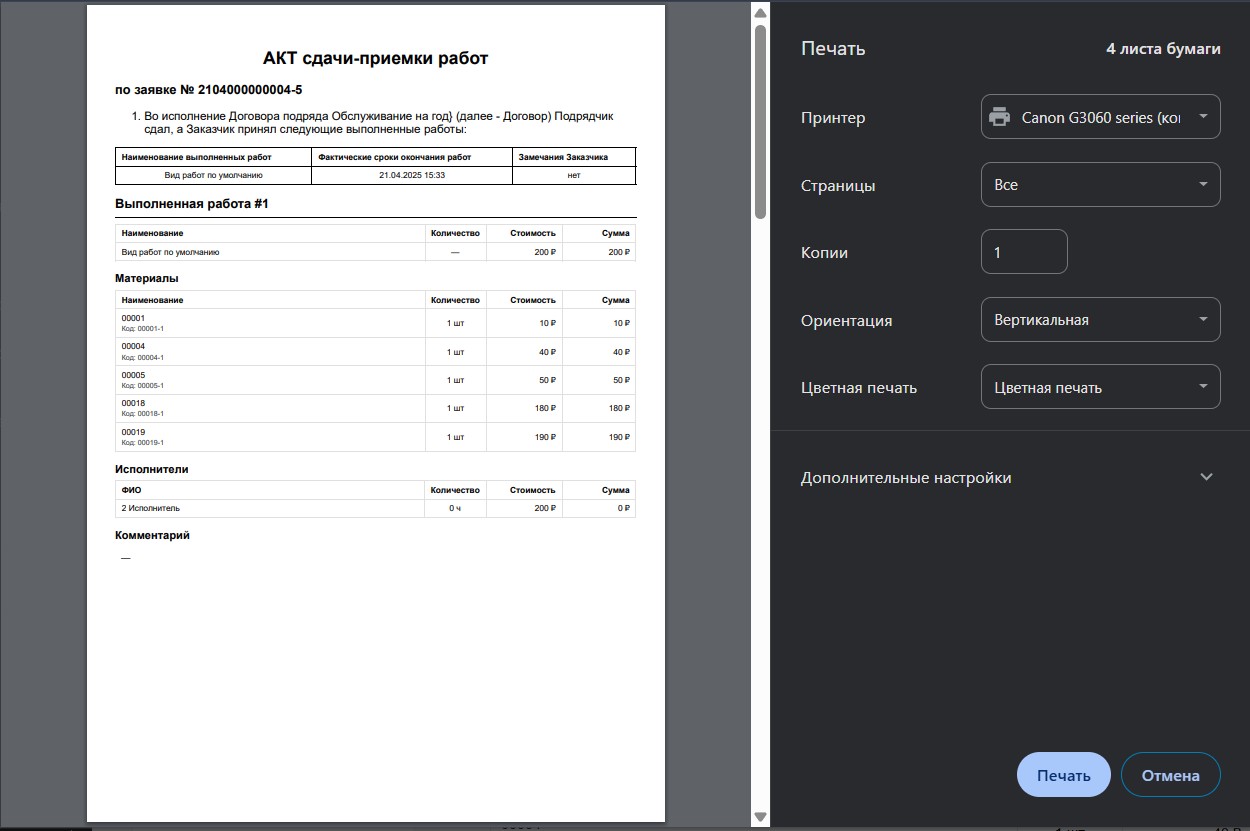 АКТ сдачи-приемки работ
по заявке № 2104000000004-5
1. Во исполнение Договора подряда Обслуживание на год} (далее - Договор) Подрядчик
сдал, а Заказчик принял следующие выполненные работы:
Наименование выполненных работ Фактические сроки окончания работ Замечания Заказчика
Вид работ по умолчанию 21.04.2025 15:33 нет
Выполненная работа #1
Наименование Количество Стоимость Сумма
Вид работ по умолчанию — 200 ₽ 200 ₽
Материалы
Наименование Количество Стоимость Сумма
00001
Код: 00001-1
1 шт 10 ₽ 10 ₽
00004
Код: 00004-1
1 шт 40 ₽ 40 ₽
00005
Код: 00005-1
1 шт 50 ₽ 50 ₽
00018
Код: 00018-1
1 шт 180 ₽ 180 ₽
00019
Код: 00019-1
1 шт 190 ₽ 190 ₽
Исполнители
ФИО Количество Стоимость Сумма
2 Исполнитель 0 ч 200 ₽ 0 ₽
Комментарий
—
Печать 4 листа бумаги
Принтер Canon G3060 series (ко
Страницы Все
Копии 1
Ориентация Вертикальная
Цветная печать Цветная печать
Дополнительные настройки
Печать Отмена